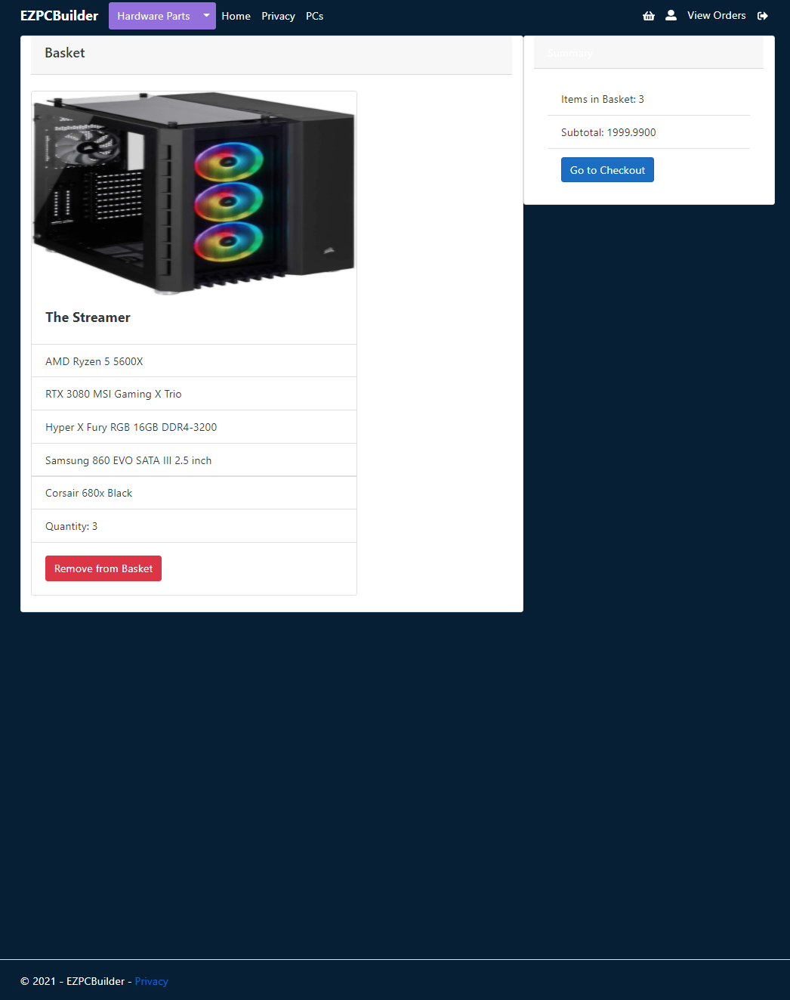 EZPCBuilder Hardware Parts Home Privacy PCs View Orders
Basket
The Streamer
AMD Ryzen 5 5600X
RTX 3080 MSI Gaming X Trio
Hyper X Fury RGB 16GB DDR4-3200
Samsung 860 EVO SATA III 2.5 inch
Corsair 680x Black
Quantity: 3
Remove from Basket
Summary
Items in Basket: 3
Subtotal: 1999.9900
Go to Checkout
© 2021 - EZPCBuilder - Privacy